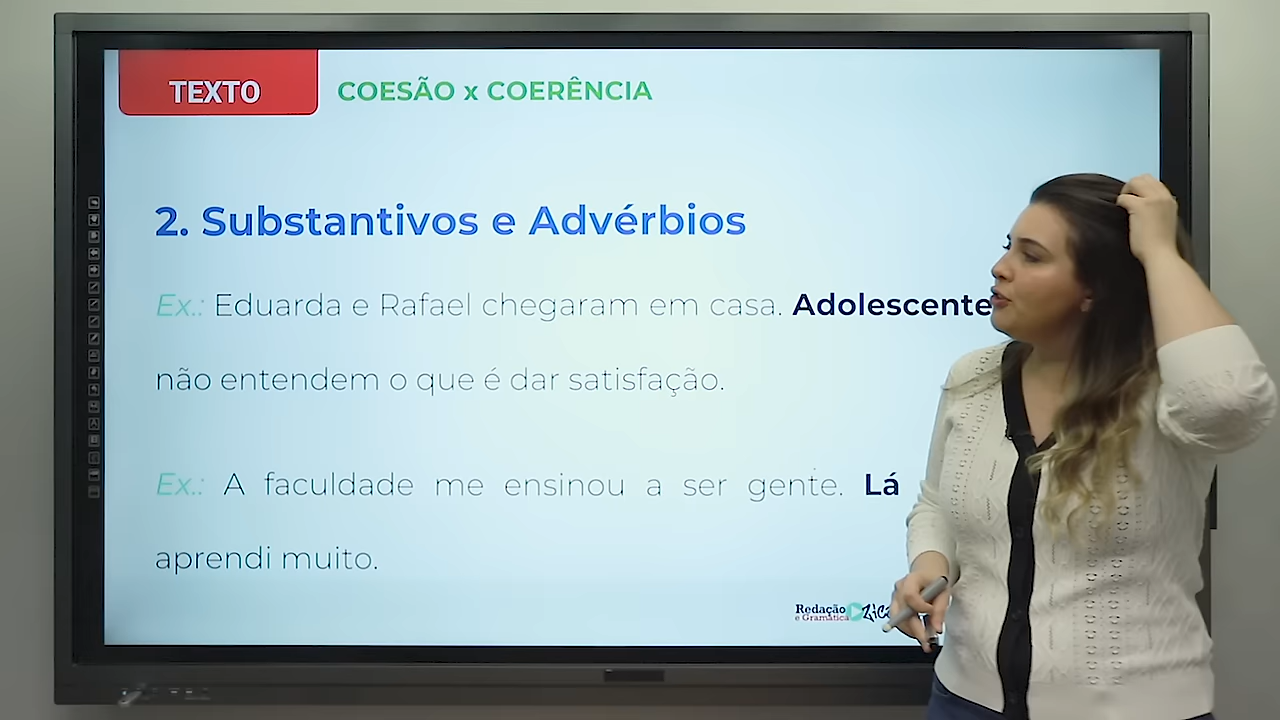 TEXTO
COESÃO x COERÊNCIA
2. Substantivos e Advérbios
Ex.: Eduarda e Rafael chegaram em casa. Adolescente
não entendem o que é dar satisfação.
Ex.: A faculdade me ensinou a ser gente. Lá
aprendi muito.
Redação
e Gramática